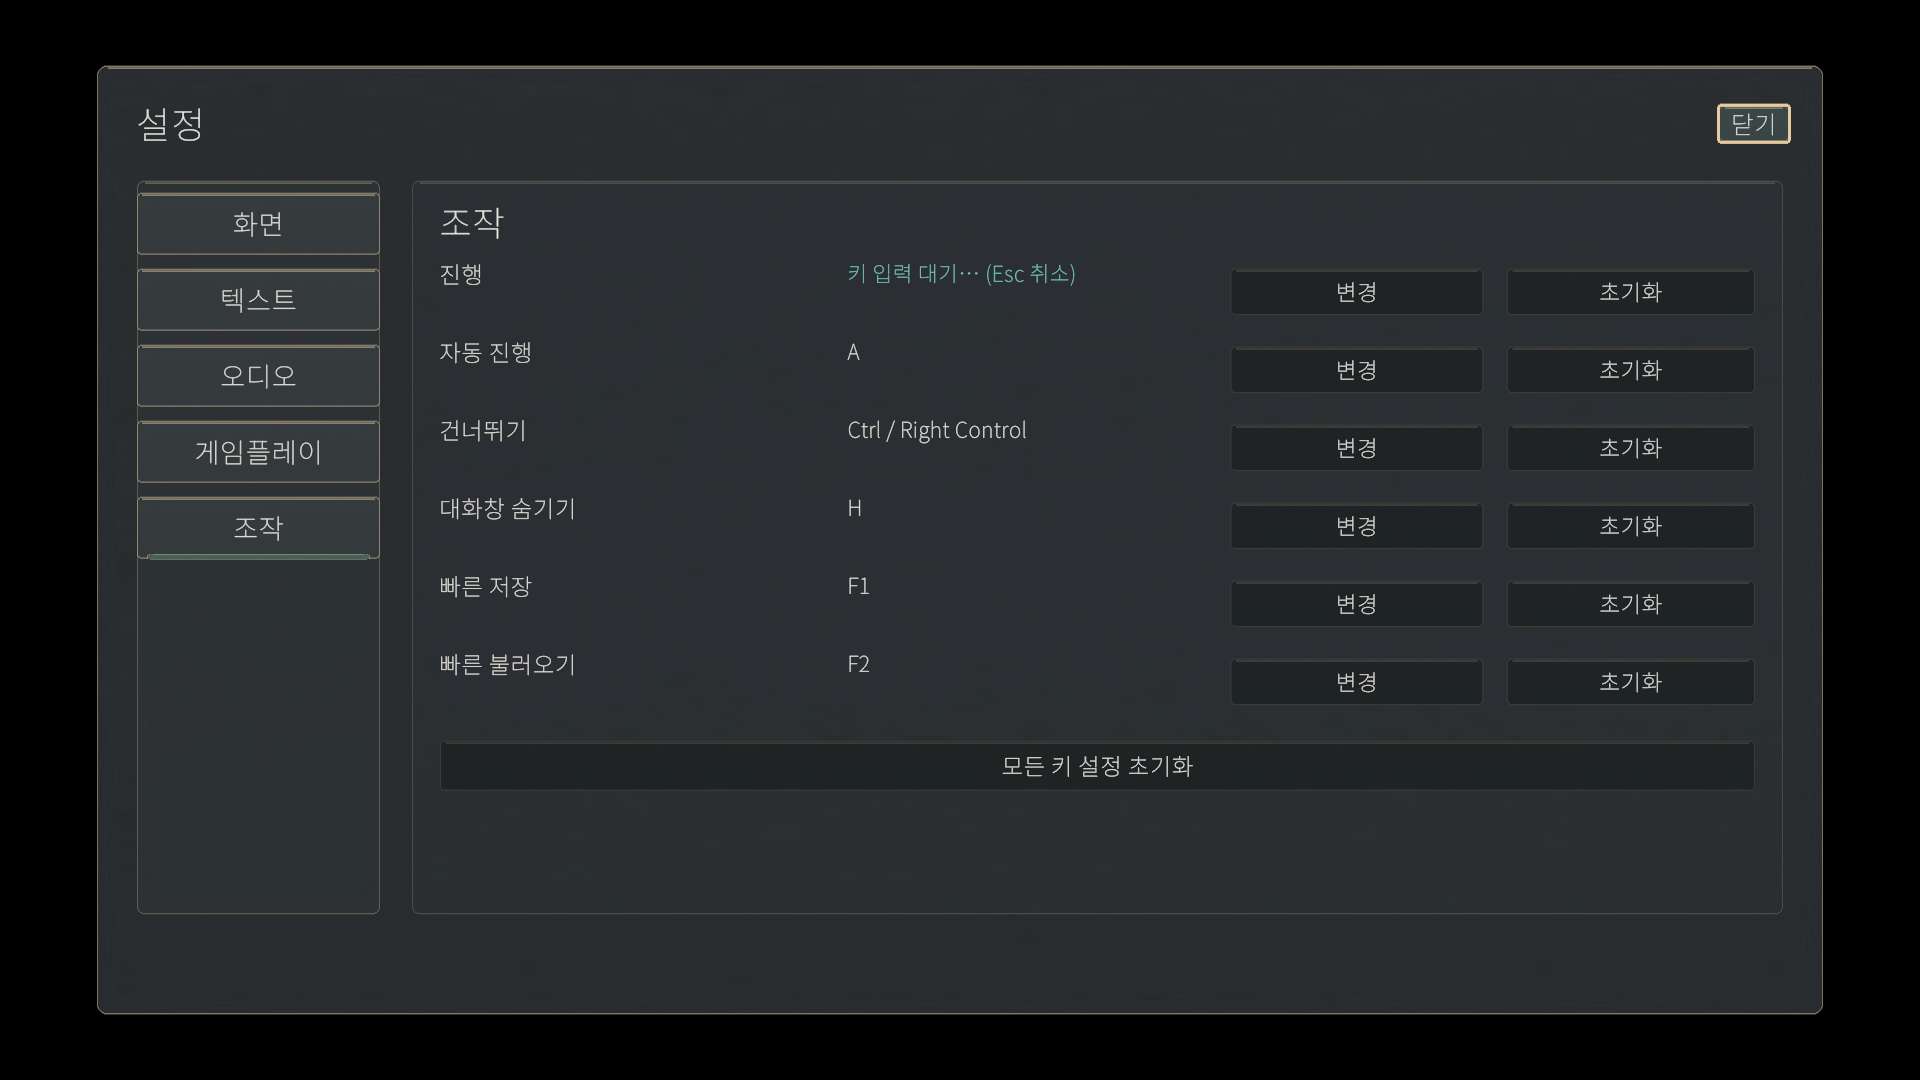 설정
닫기
화면
텍스트
오디오
게임플레이
조작
조작
진행
키 입력 대기⋯ (Esc 취소)
변경
초기화
자동 진행
A
변경
초기화
건너뛰기
Ctrl / Right Control
변경
초기화
대화창 숨기기
H
변경
초기화
빠른 저장
F1
변경
초기화
빠른 불러오기
F2
변경
초기화
모든 키 설정 초기화